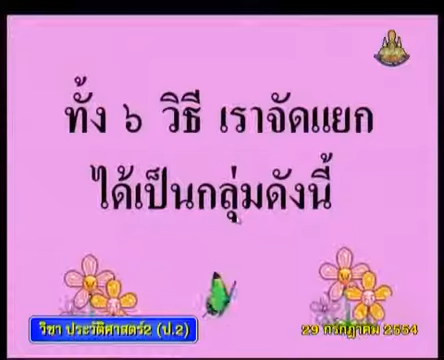 ทั้ง ๖ วิธี เราจัดแยก
ได้เป็นกลุ่มดังนี้
วิชา ประวัติศาสตร์2 (ป.2)
29 กรกฎาคม 2554